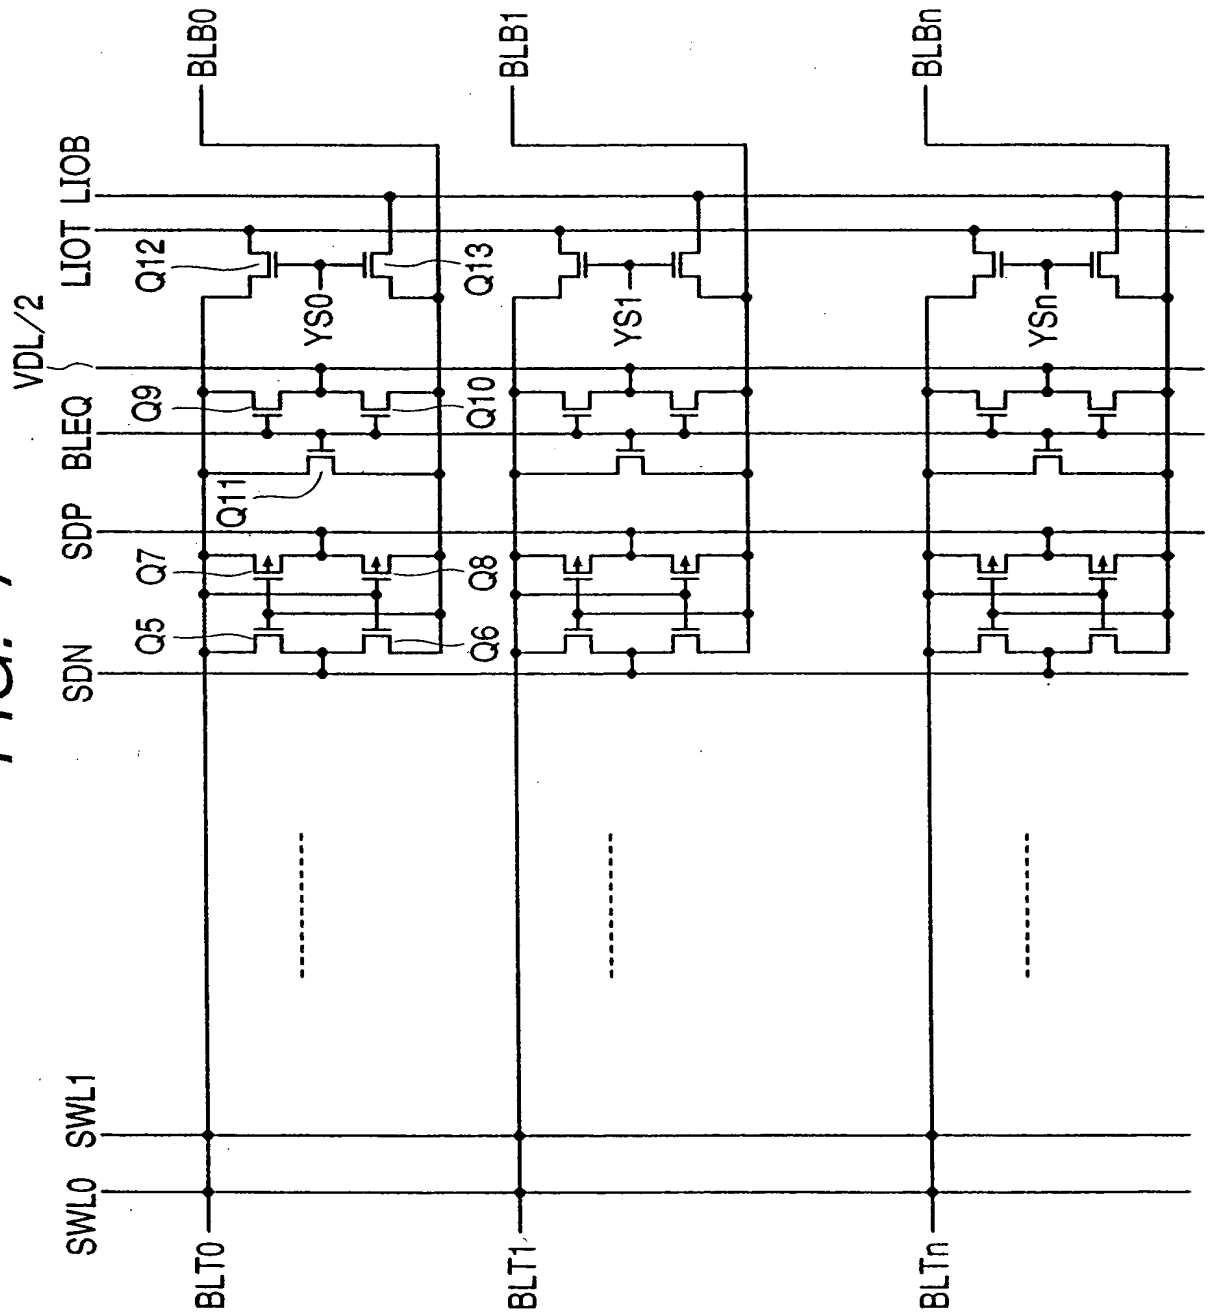 FIG. 7
SWL0
SWL1
SDN
SDP
BLEQ
VDL/2
LIOT
LIOB
Q5
Q7
Q11
Q9
Q12
Q6
Q8
Q10
YS0
Q13
BLT0
BLB0
YS1
BLT1
BLB1
YSn
BLTn
BLBn